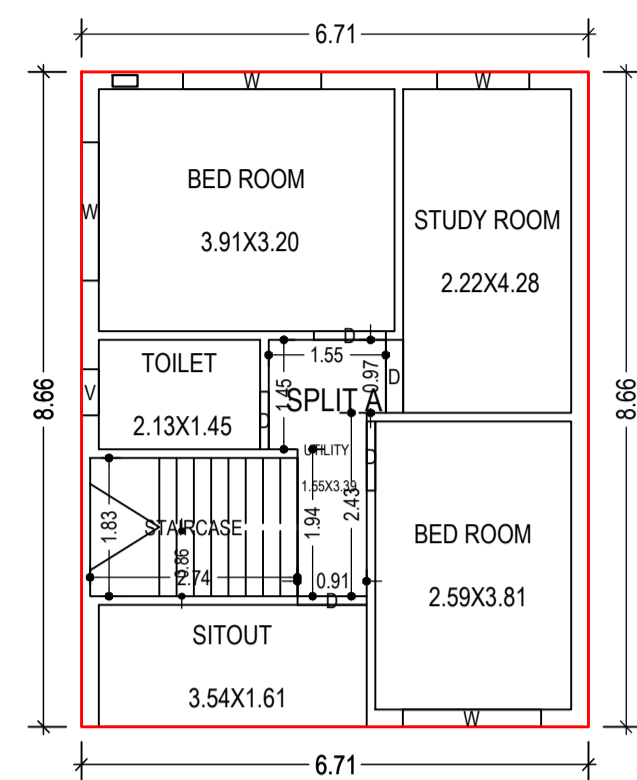 6.71
W
W
BED ROOM
3.91X3.20
STUDY ROOM
2.22X4.28
W
8.66
8.66
D
1.55
TOILET
2.13X1.45
V
1.45
0.97
D
SPLIT A
D
UTILITY
1.55X3.39
D
1.83
STAIRCASE
0.86
2.74
1.94
2.43
0.91
D
BED ROOM
2.59X3.81
SITOUT
3.54X1.61
W
6.71